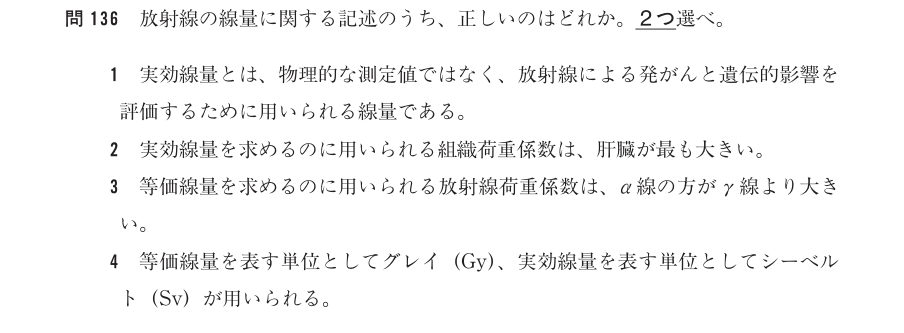 問 136　放射線の線量に関する記述のうち、正しいのはどれか。2つ選べ。
1　実効線量とは、物理的な測定値ではなく、放射線による発がんと遺伝的影響を
評価するために用いられる線量である。
2　実効線量を求めるのに用いられる組織荷重係数は、肝臓が最も大きい。
3　等価線量を求めるのに用いられる放射線荷重係数は、α線の方がγ線より大き
い。
4　等価線量を表す単位としてグレイ（Gy）、実効線量を表す単位としてシーベル
ト（Sv）が用いられる。